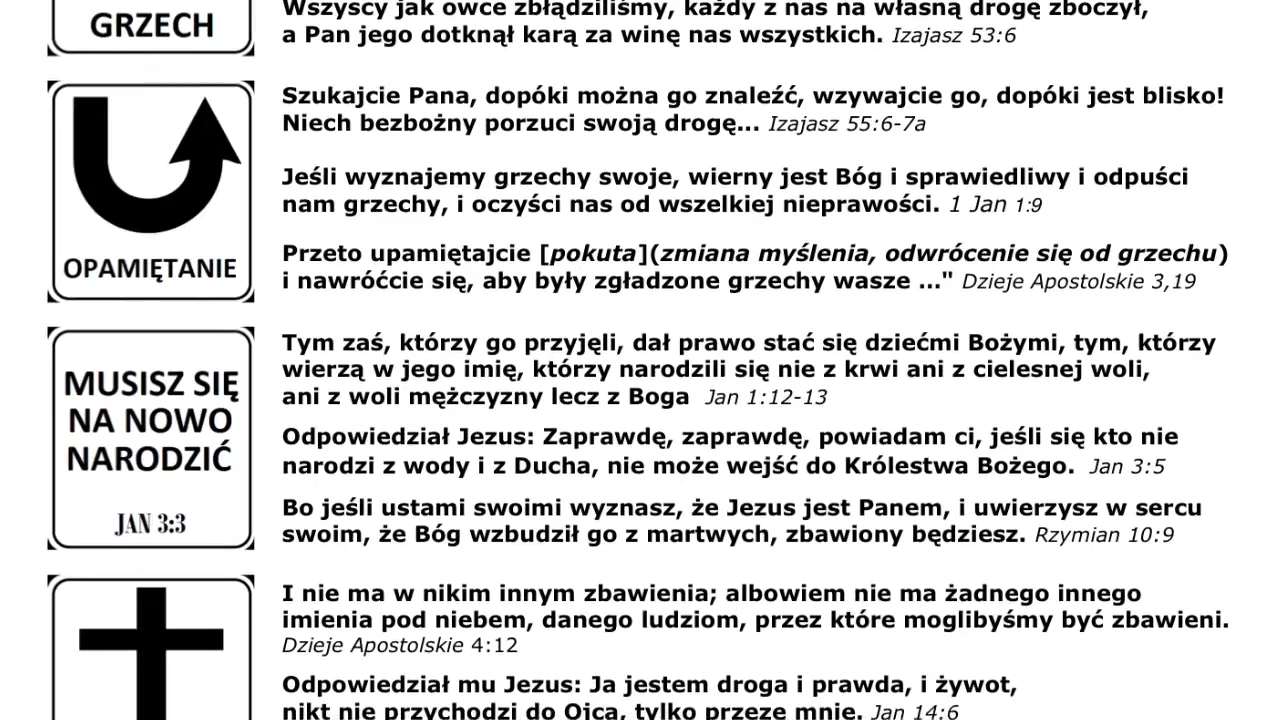 GRZECH
Wszyscy jak owce zbłądziliśmy, każdy z nas na własną drogę zboczył,
a Pan jego dotknął karą za winę nas wszystkich. Izajasz 53:6
OPAMIĘTANIE
Szukajcie Pana, dopóki można go znaleźć, wzywajcie go, dopóki jest blisko!
Niech bezbożny porzuci swoją drogę... Izajasz 55:6-7a
Jeśli wyznajemy grzechy swoje, wierny jest Bóg i sprawiedliwy i odpuści
nam grzechy, i oczyści nas od wszelkiej nieprawości. 1 Jan 1:9
Przeto upamiętajcie [pokuta](zmiana myślenia, odwrócenie się od grzechu)
i nawróćcie się, aby były zgładzone grzechy wasze ..." Dzieje Apostolskie 3,19
MUSISZ SIĘ
NA NOWO
NARODZIĆ
JAN 3:3
Tym zaś, którzy go przyjęli, dał prawo stać się dziećmi Bożymi, tym, którzy
wierzą w jego imię, którzy narodzili się nie z krwi ani z cielesnej woli,
ani z woli mężczyzny lecz z Boga Jan 1:12-13
Odpowiedział Jezus: Zaprawdę, zaprawdę, powiadam ci, jeśli się kto nie
narodzi z wody i z Ducha, nie może wejść do Królestwa Bożego. Jan 3:5
Bo jeśli ustami swoimi wyznasz, że Jezus jest Panem, i uwierzysz w sercu
swoim, że Bóg wzbudził go z martwych, zbawiony będziesz. Rzymian 10:9
I nie ma w nikim innym zbawienia; albowiem nie ma żadnego innego
imienia pod niebem, danego ludziom, przez które moglibyśmy być zbawieni.
Dzieje Apostolskie 4:12
Odpowiedział mu Jezus: Ja jestem droga i prawda, i żywot,
nikt nie przychodzi do Ojca, tylko przeze mnie. Jan 14:6